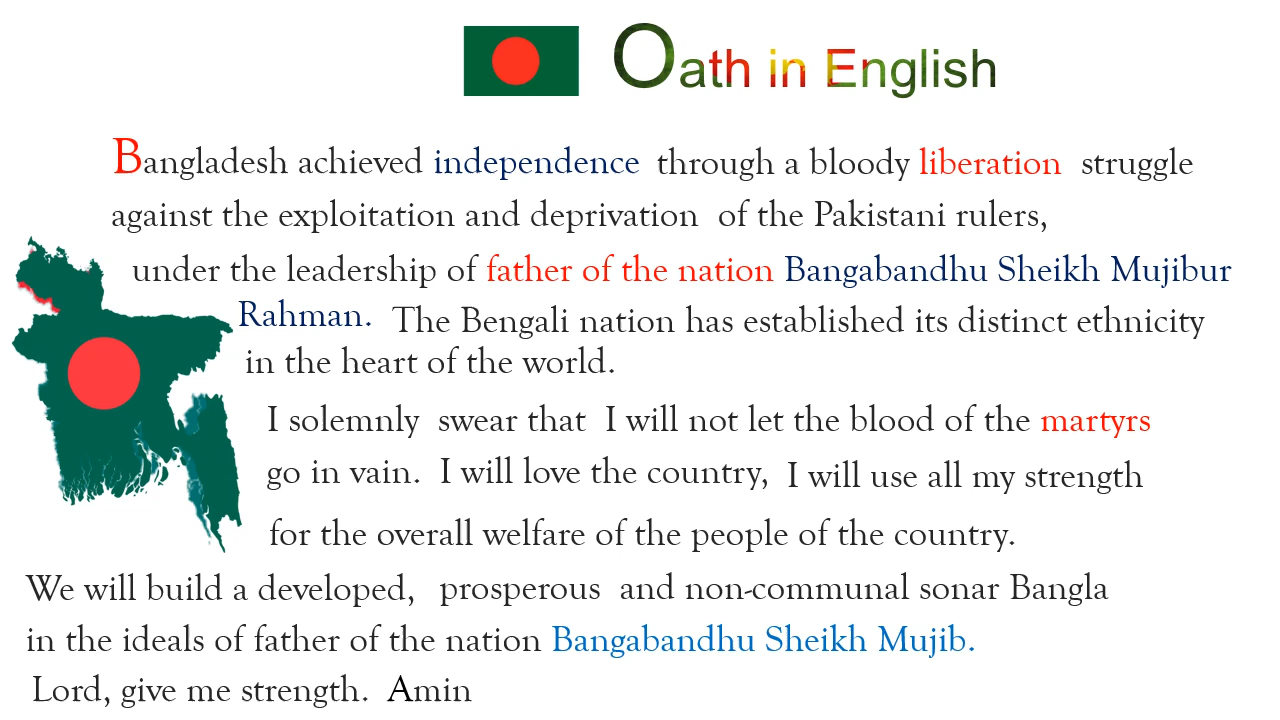 Oath in English
Bangladesh achieved independence through a bloody liberation struggle
against the exploitation and deprivation of the Pakistani rulers,
under the leadership of father of the nation Bangabandhu Sheikh Mujibur
Rahman. The Bengali nation has established its distinct ethnicity
in the heart of the world.
I solemnly swear that I will not let the blood of the martyrs
go in vain. I will love the country, I will use all my strength
for the overall welfare of the people of the country.
We will build a developed, prosperous and non-communal sonar Bangla
in the ideals of father of the nation Bangabandhu Sheikh Mujib.
Lord, give me strength. Amin